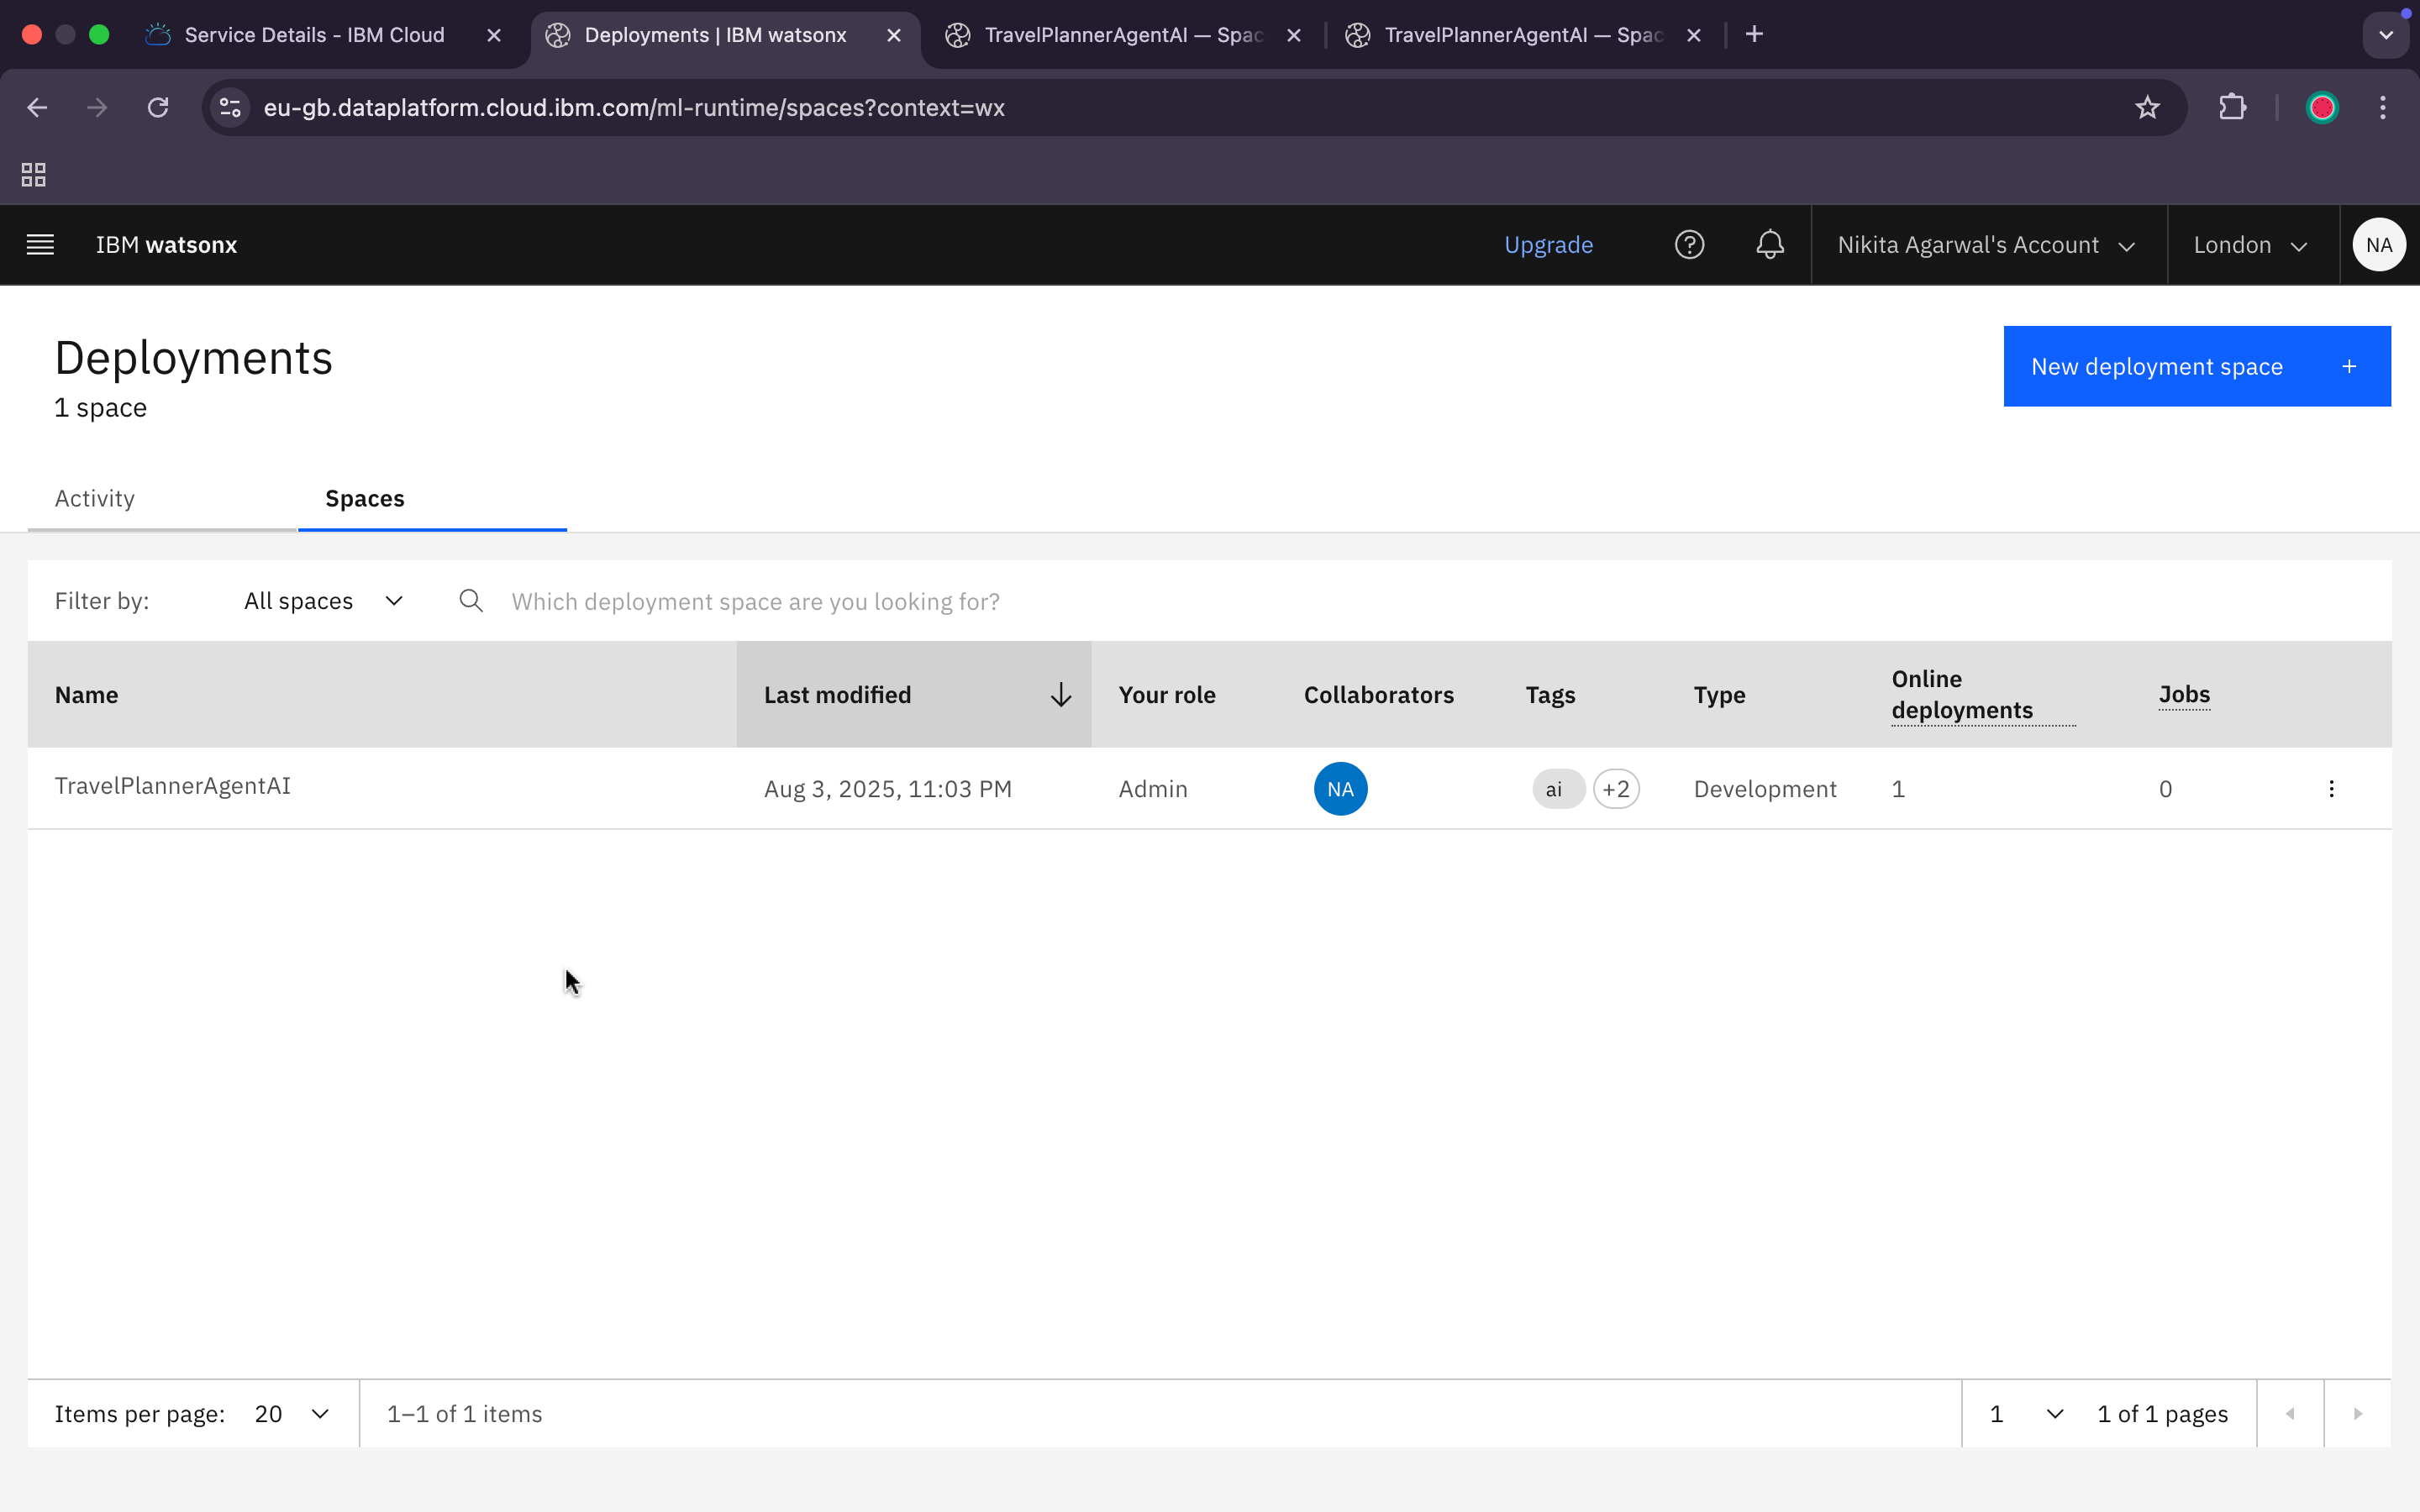 Service Details - IBM Cloud
Deployments | IBM watsonx
TravelPlannerAgentAI — Spac
TravelPlannerAgentAI — Spac
eu-gb.dataplatform.cloud.ibm.com/ml-runtime/spaces?context=wx
IBM watsonx
Upgrade
Nikita Agarwal's Account
London
NA
Deployments
1 space
New deployment space +
Activity
Spaces
Filter by:
All spaces
Which deployment space are you looking for?
Name
Last modified
Your role
Collaborators
Tags
Type
Online
deployments
Jobs
TravelPlannerAgentAI
Aug 3, 2025, 11:03 PM
Admin
NA
ai
+2
Development
1
0
Items per page: 20
1–1 of 1 items
1
1 of 1 pages